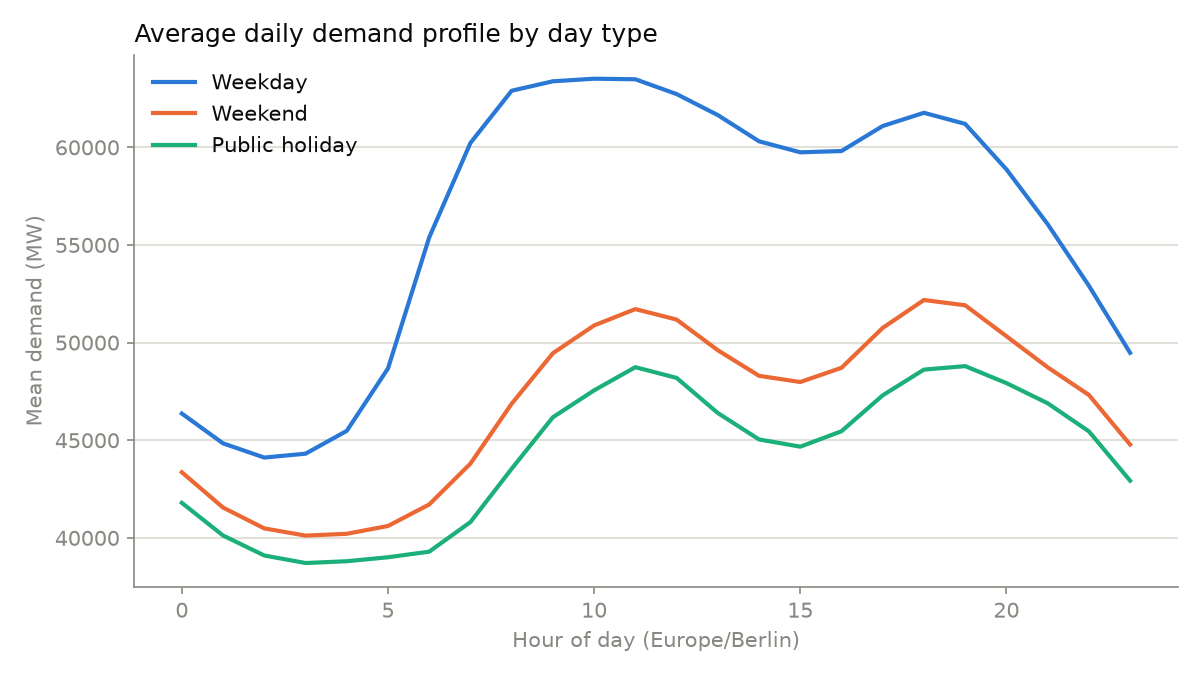 Average daily demand profile by day type
Weekday
Weekend
Public holiday
Mean demand (MW)
60000
55000
50000
45000
40000
0 5 10 15 20
Hour of day (Europe/Berlin)